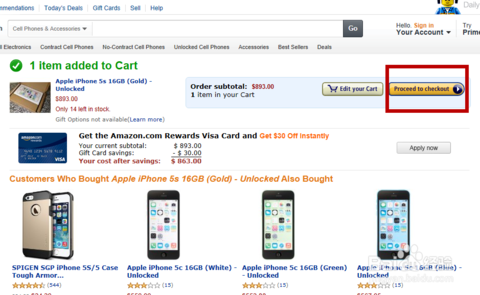 mmendations Today's Deals Gift Cards Sell Help
Daily
Cell Phones & Accessories
Go
Hello. Sign in
Your Account
Try
Prime
ll Electronics Contract Cell Phones No-Contract Cell Phones Unlocked Cell Phones Accessories Best Sellers Deals
1 item added to Cart
Apple iPhone 5s 16GB (Gold) -
Unlocked
$893.00
Only 14 left in stock.
Gift Options not available(Learn more)
Order subtotal: $893.00
1 item in your Cart
Edit your Cart
Proceed to checkout
Get the Amazon.com Rewards Visa Card and Get $30 Off Instantly
Your current subtotal: $ 893.00
Gift Card savings: - $ 30.00
Your cost after savings: $ 863.00
VISA
Apply now
Customers Who Bought Apple iPhone 5s 16GB (Gold) - Unlocked Also Bought
SPIGEN SGP iPhone 5S/5 Case
Tough Armor...
(544)
Apple iPhone 5c 16GB (White) -
Unlocked
(15)
Apple iPhone 5c 16GB (Green) -
Unlocked
(15)
Apple iPhone 5c 16GB (Blue) -
Unlocked
(15)